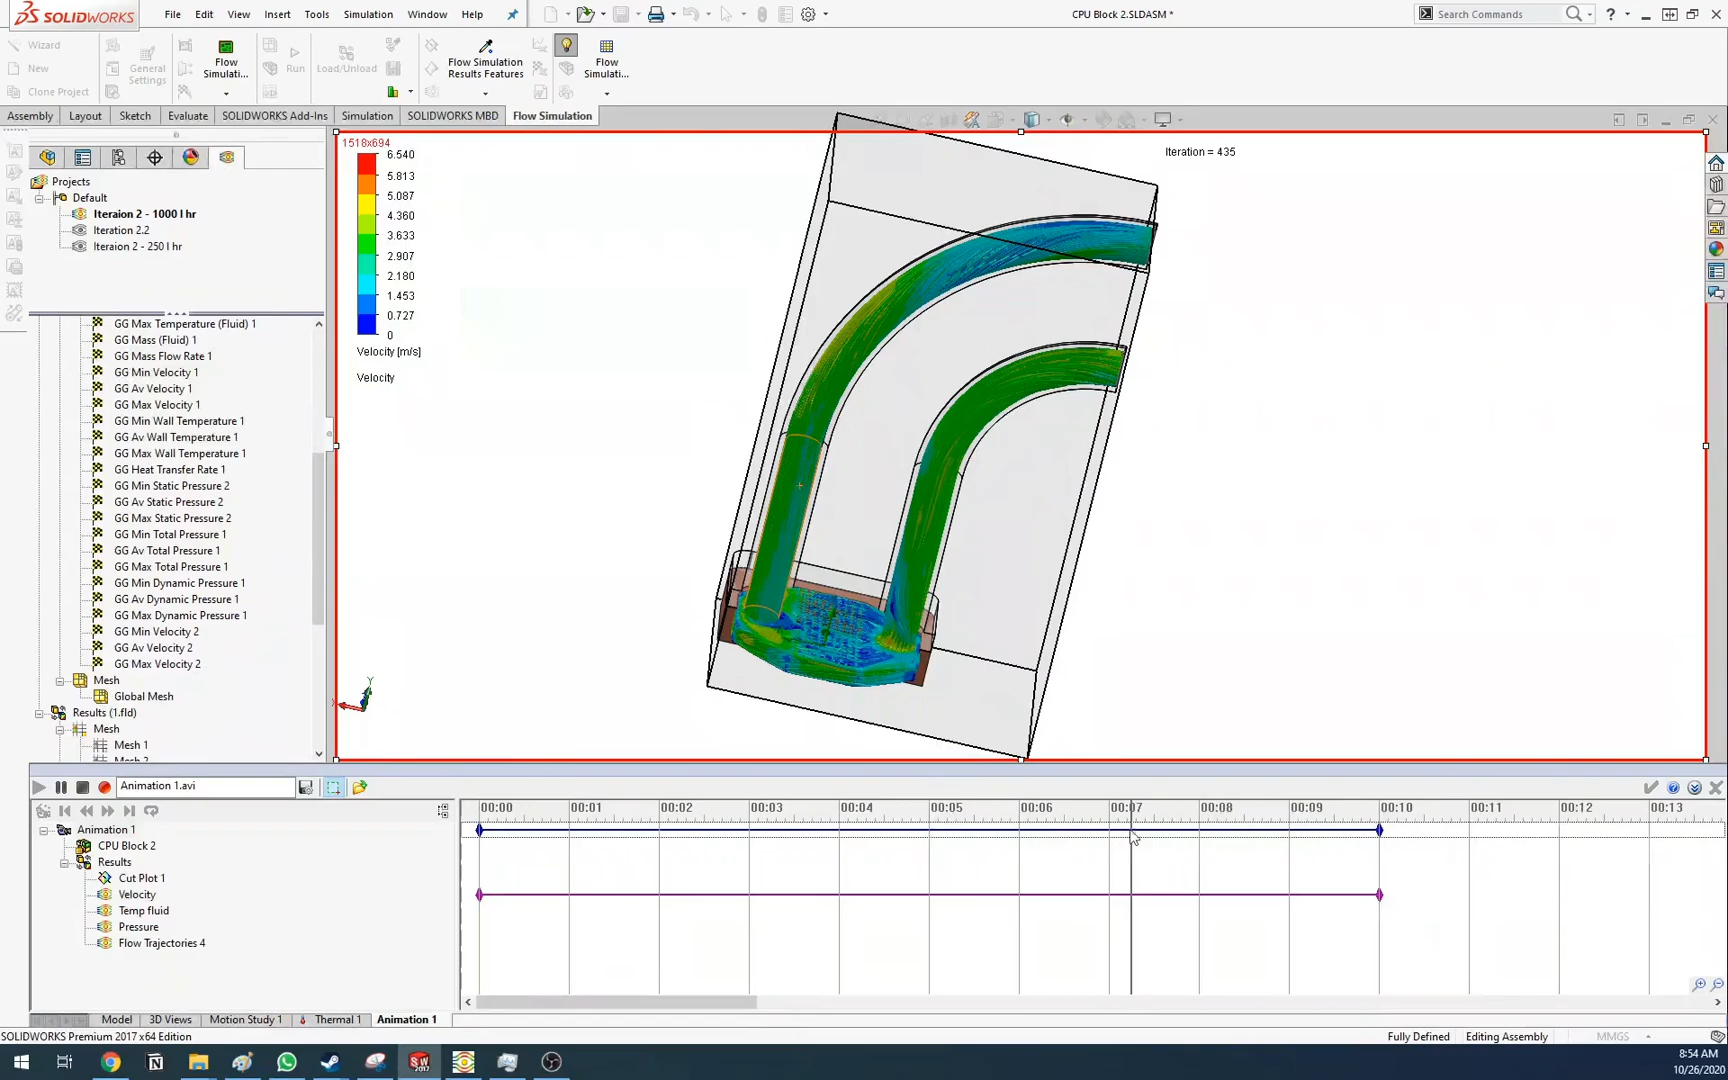 SOLIDWORKS
File Edit View Insert Tools Simulation Window Help
CPU Block 2.SLDASM *
Search Commands
Wizard
New
Clone Project
General Settings
Run
Load/Unload
Flow Simulati...
Flow Simulation Results Features
Flow Simulati...
Assembly Layout Sketch Evaluate SOLIDWORKS Add-Ins Simulation SOLIDWORKS MBD Flow Simulation
Projects
Default
Iteraion 2 - 1000 l hr
Iteration 2.2
Iteraion 2 - 250 l hr
GG Max Temperature (Fluid) 1
GG Mass (Fluid) 1
GG Mass Flow Rate 1
GG Min Velocity 1
GG Av Velocity 1
GG Max Velocity 1
GG Min Wall Temperature 1
GG Av Wall Temperature 1
GG Max Wall Temperature 1
GG Heat Transfer Rate 1
GG Min Static Pressure 2
GG Av Static Pressure 2
GG Max Static Pressure 2
GG Min Total Pressure 1
GG Av Total Pressure 1
GG Max Total Pressure 1
GG Min Dynamic Pressure 1
GG Av Dynamic Pressure 1
GG Max Dynamic Pressure 1
GG Min Velocity 2
GG Av Velocity 2
GG Max Velocity 2
Mesh
Global Mesh
Results (1.fld)
Mesh
Mesh 1
1518x694
6.540
5.813
5.087
4.360
3.633
2.907
2.180
1.453
0.727
0
Velocity [m/s]
Velocity
Iteration = 435
Y
Animation 1.avi
00:00 00:01 00:02 00:03 00:04 00:05 00:06 00:07 00:08 00:09 00:10 00:11 00:12 00:13
Animation 1
CPU Block 2
Results
Cut Plot 1
Velocity
Temp fluid
Pressure
Flow Trajectories 4
Model 3D Views Motion Study 1 Thermal 1 Animation 1
SOLIDWORKS Premium 2017 x64 Edition
Fully Defined Editing Assembly MMGS
8:54 AM
10/26/2020